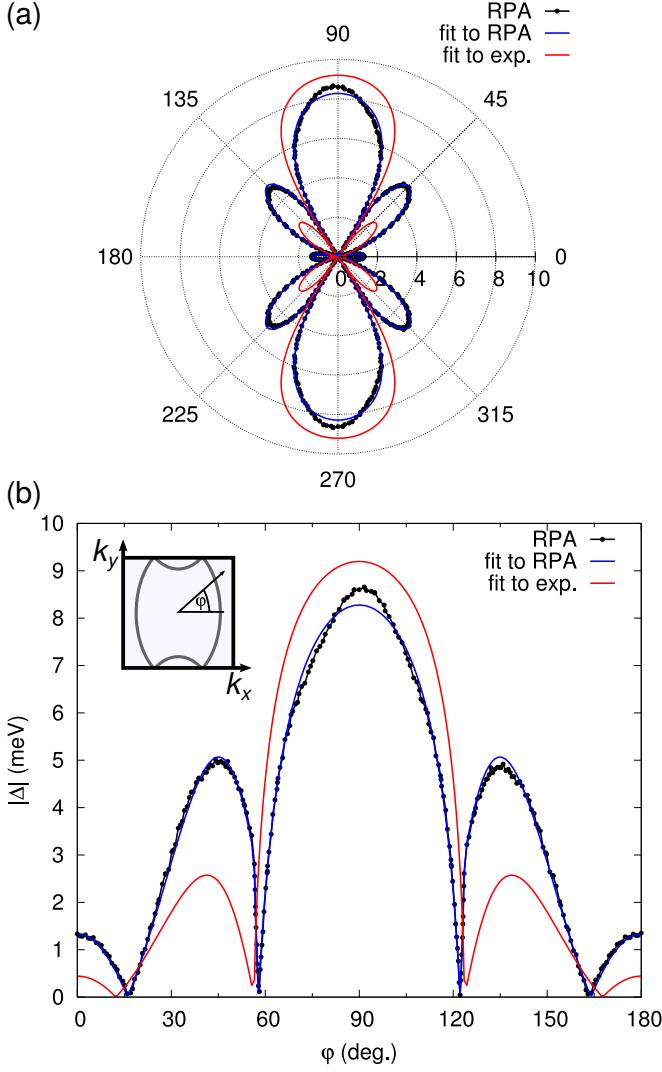 (a)
RPA
fit to RPA
fit to exp.
90
135
45
180
0
0 2 4 6 8 10
225
315
270
(b)
10
RPA
fit to RPA
fit to exp.
9
8
7
6
5
4
3
2
1
0
|Δ| (meV)
k_y
φ
k_x
0 30 60 90 120 150 180
φ (deg.)